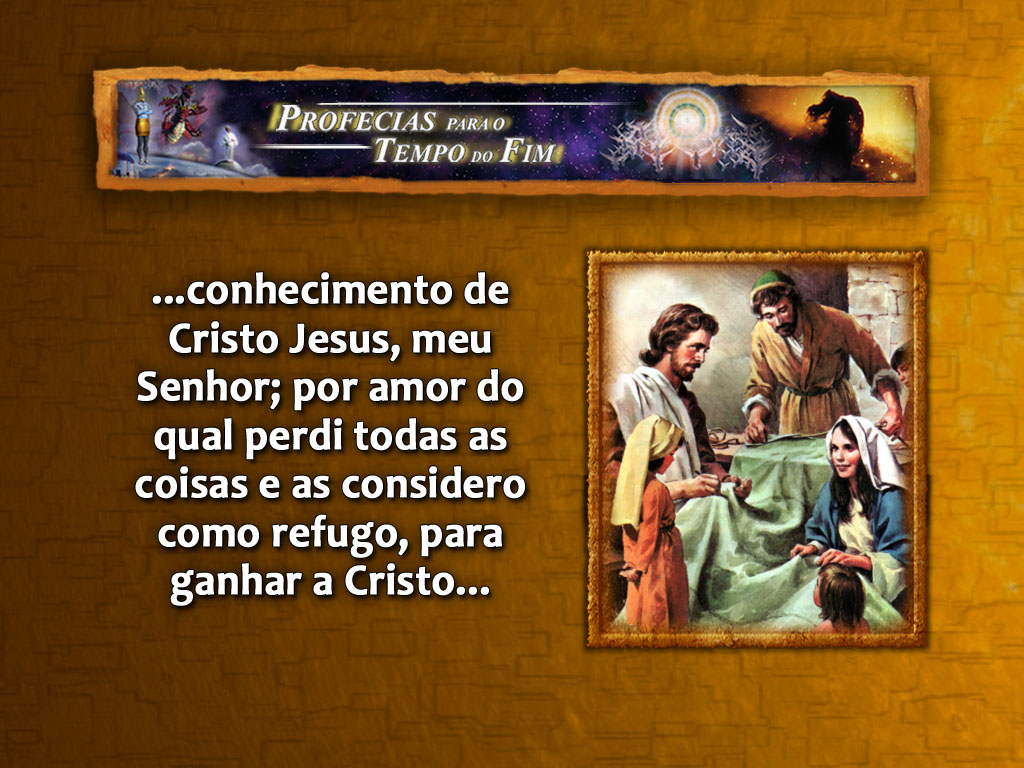 PROFECIAS PARA O
TEMPO DO FIM
...conhecimento de
Cristo Jesus, meu
Senhor; por amor do
qual perdi todas as
coisas e as considero
como refugo, para
ganhar a Cristo...